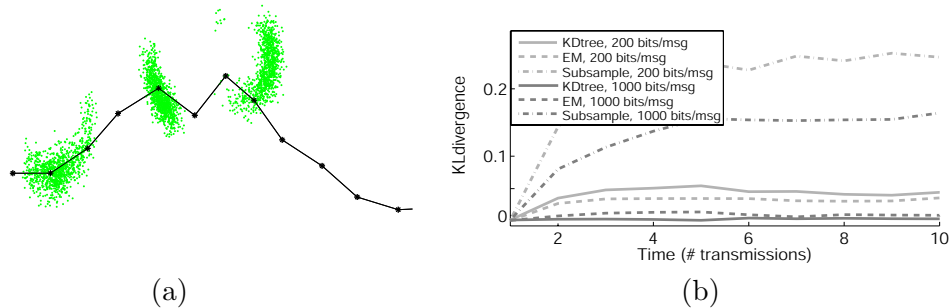 KDtree, 200 bits/msg
EM, 200 bits/msg
Subsample, 200 bits/msg
KDtree, 1000 bits/msg
EM, 1000 bits/msg
Subsample, 1000 bits/msg
KLdivergence
0.2
0.1
0
2 4 6 8 10
Time (# transmissions)
(a) (b)